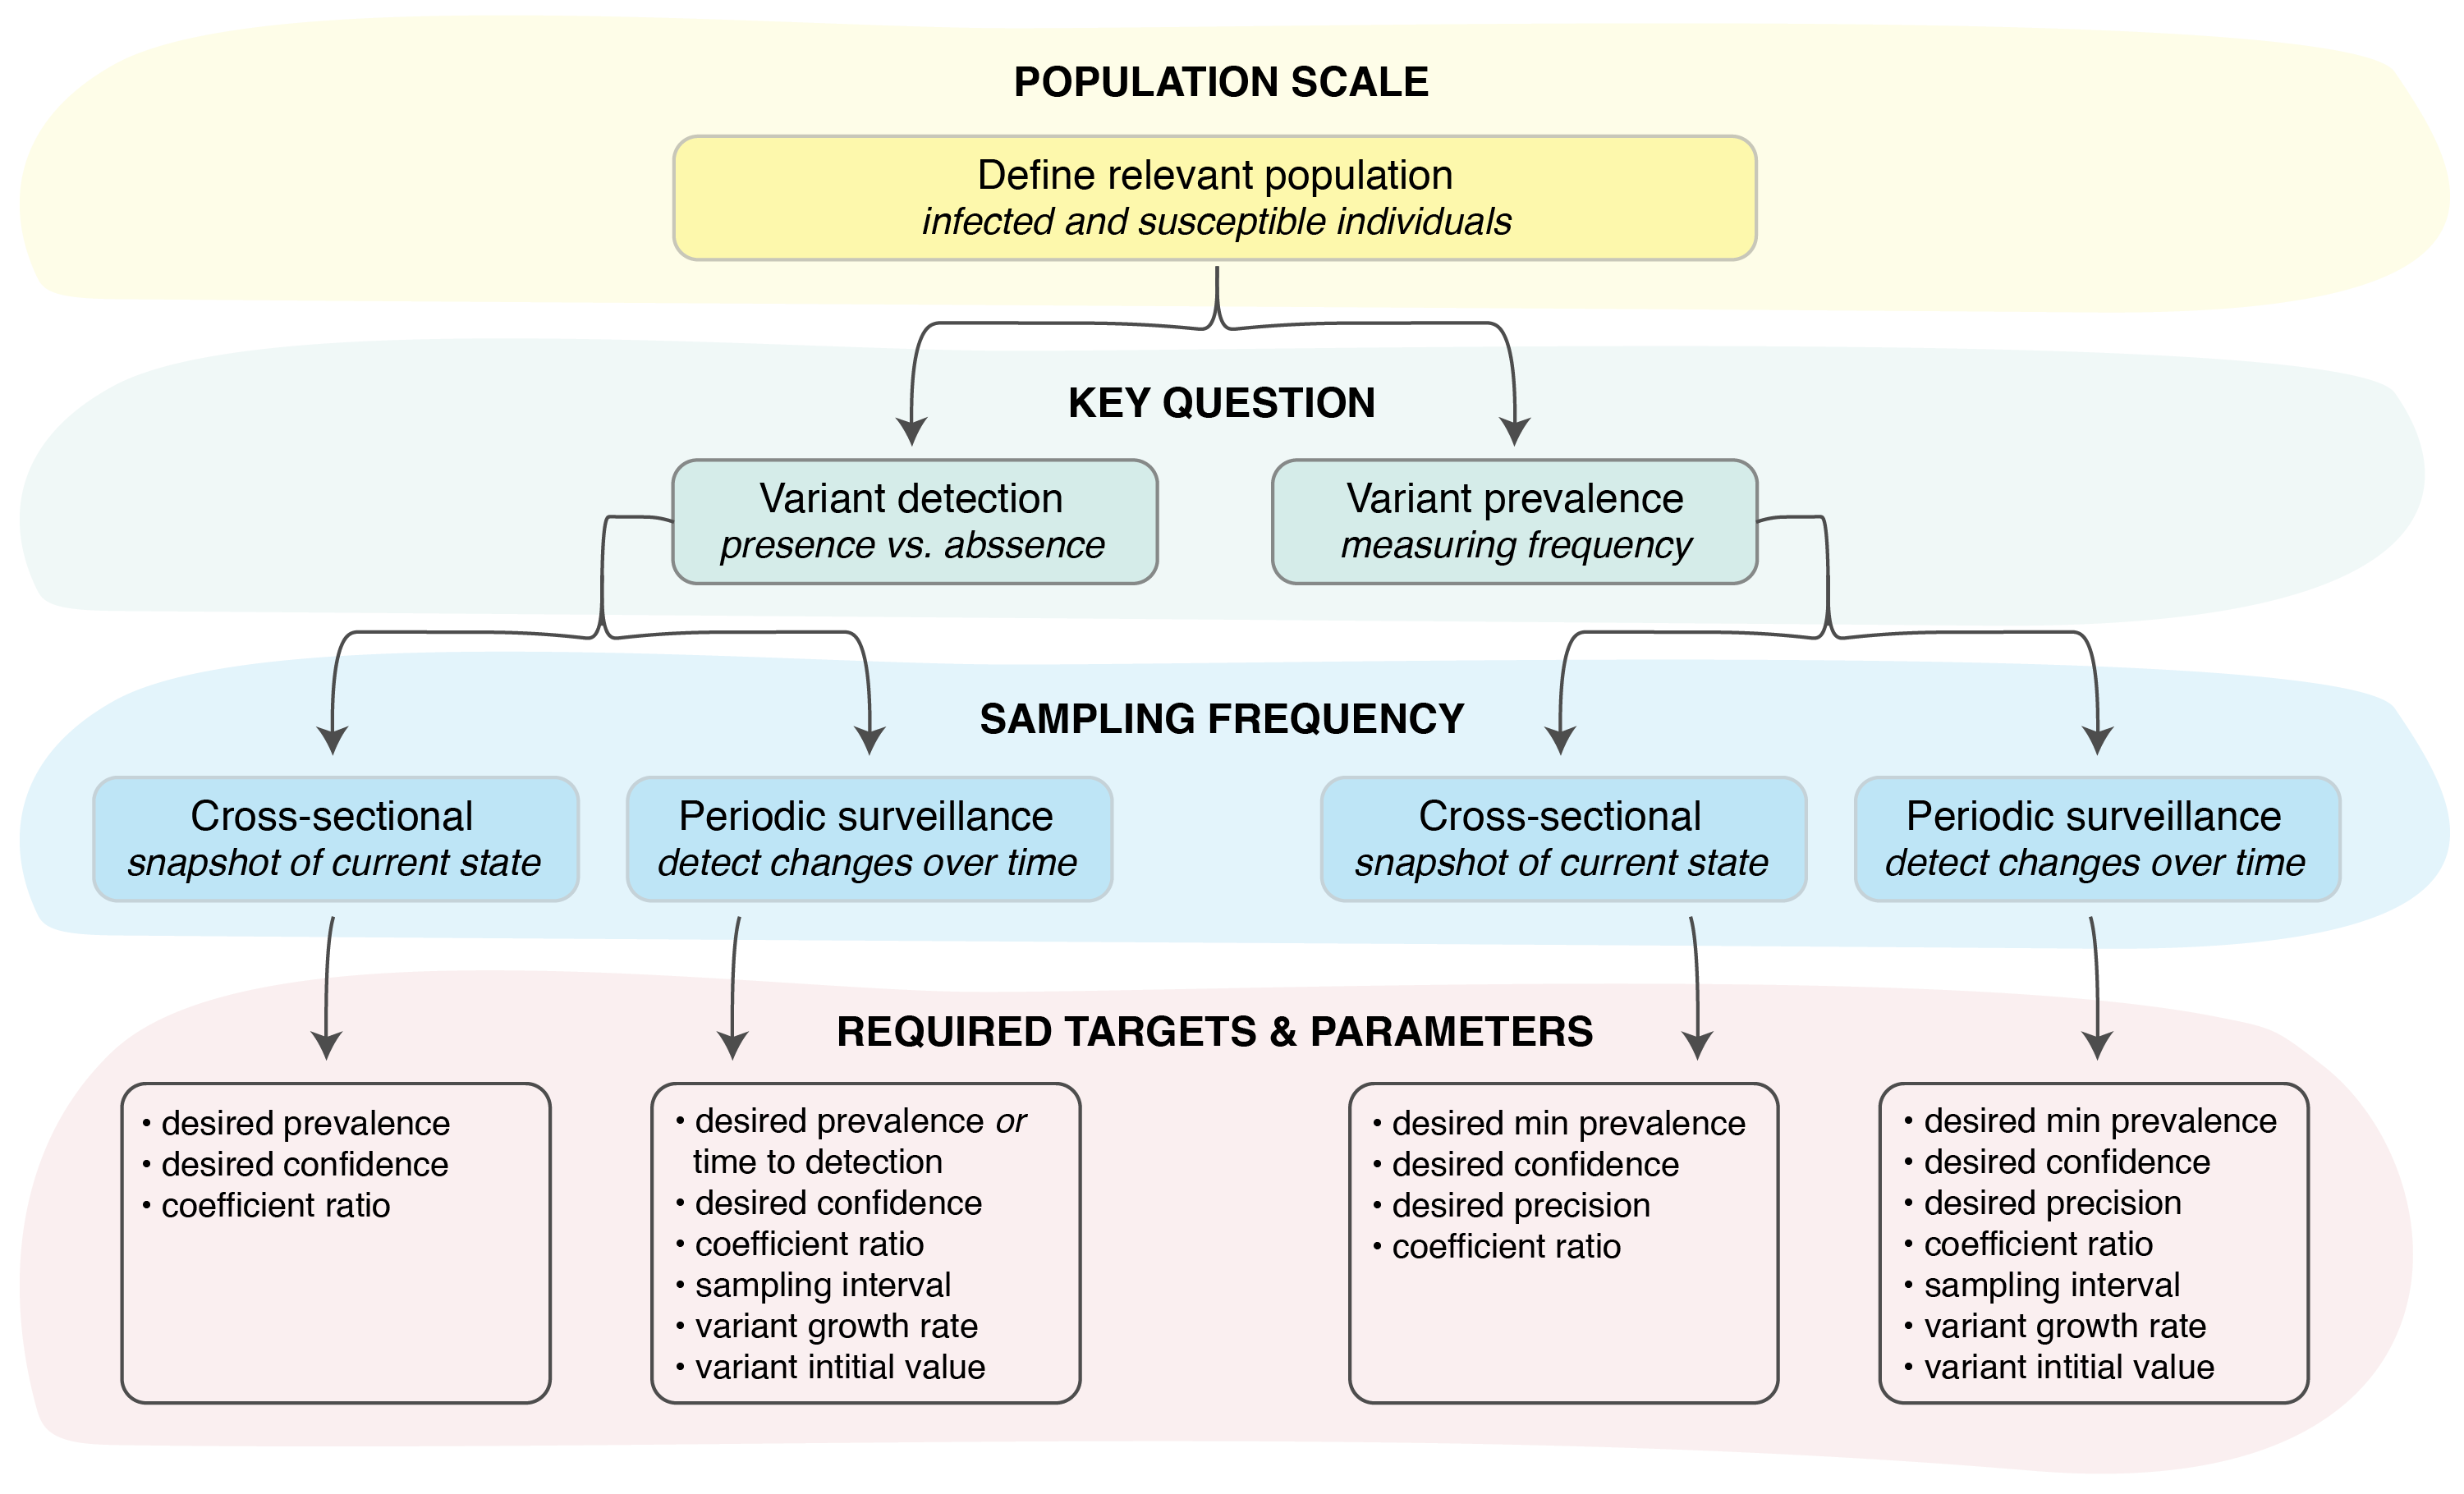 POPULATION SCALE
Define relevant population
infected and susceptible individuals
KEY QUESTION
Variant detection
presence vs. abssence
Variant prevalence
measuring frequency
SAMPLING FREQUENCY
Cross-sectional
snapshot of current state
Periodic surveillance
detect changes over time
Cross-sectional
snapshot of current state
Periodic surveillance
detect changes over time
REQUIRED TARGETS & PARAMETERS
• desired prevalence
• desired confidence
• coefficient ratio
• desired prevalence or
time to detection
• desired confidence
• coefficient ratio
• sampling interval
• variant growth rate
• variant intitial value
• desired min prevalence
• desired confidence
• desired precision
• coefficient ratio
• desired min prevalence
• desired confidence
• desired precision
• coefficient ratio
• sampling interval
• variant growth rate
• variant intitial value